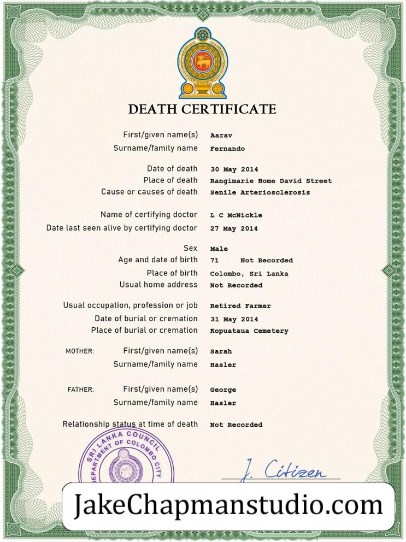 DEATH CERTIFICATE
First/given name(s) Aarav
Surname/family name Fernando
Date of death 30 May 2014
Place of death Rangimarie Home David Street
Cause or causes of death Senile Arteriosclerosis
Name of certifying doctor L C McNickle
Date last seen alive by certifying doctor 27 May 2014
Sex Male
Age and date of birth 71 Not Recorded
Place of birth Colombo, Sri Lanka
Usual home address Not Recorded
Usual occupation, profession or job Retired Farmer
Date of burial or cremation 31 May 2014
Place of burial or cremation Kopuataua Cemetery
MOTHER: First/given name(s) Sarah
Surname/family name Hasler
FATHER: First/given name(s) George
Surname/family name Hasler
Relationship status at time of death Not Recorded
SRI LANKA COUNCIL
DEPARTMENT OF COLOMBO CITY
J. Citizen
JakeChapmanstudio.com